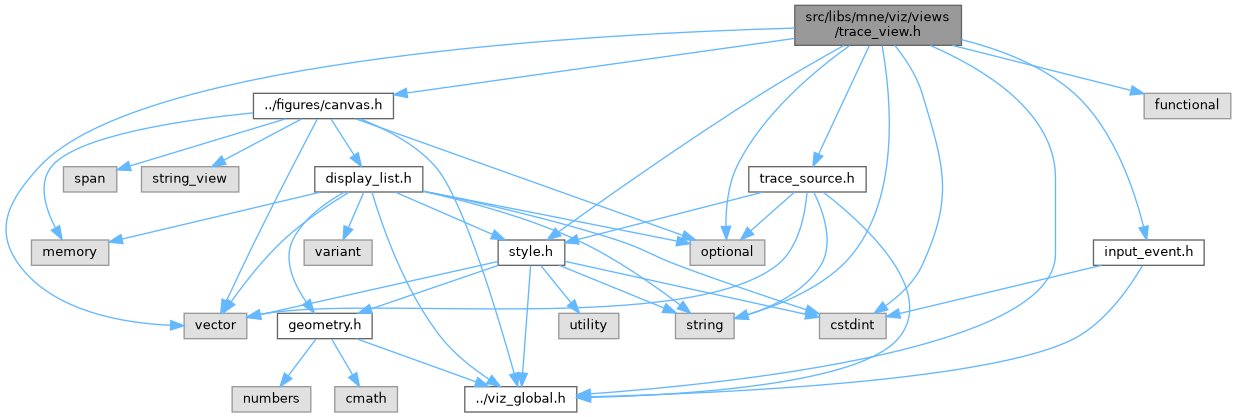 src/libs/mne/viz/views
/trace_view.h
../figures/canvas.h
functional
span
string_view
display_list.h
trace_source.h
memory
variant
style.h
optional
input_event.h
vector
geometry.h
utility
string
cstdint
numbers
cmath
../viz_global.h